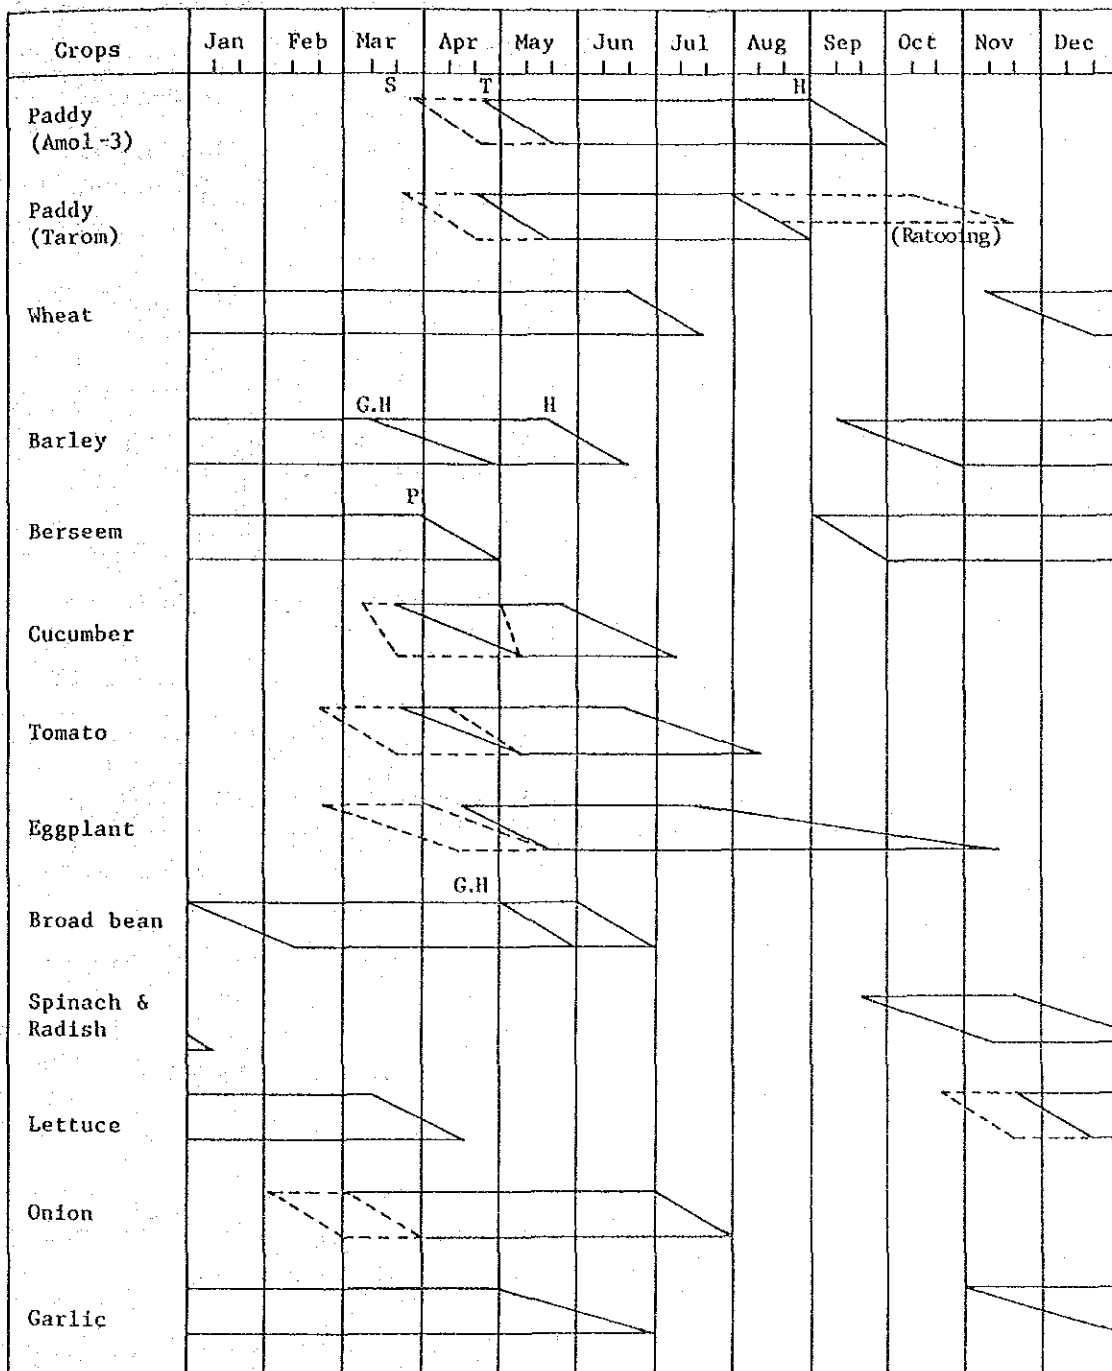 Crops Jan Feb Mar Apr May Jun Jul Aug Sep Oct Nov Dec
S T H
Paddy
(Amol-3)
Paddy
(Tarom)
(Ratooing)
Wheat
G.H H
Barley
P
Berseem
Cucumber
Tomato
Eggplant
G.H
Broad bean
Spinach &
Radish
Lettuce
Onion
Garlic